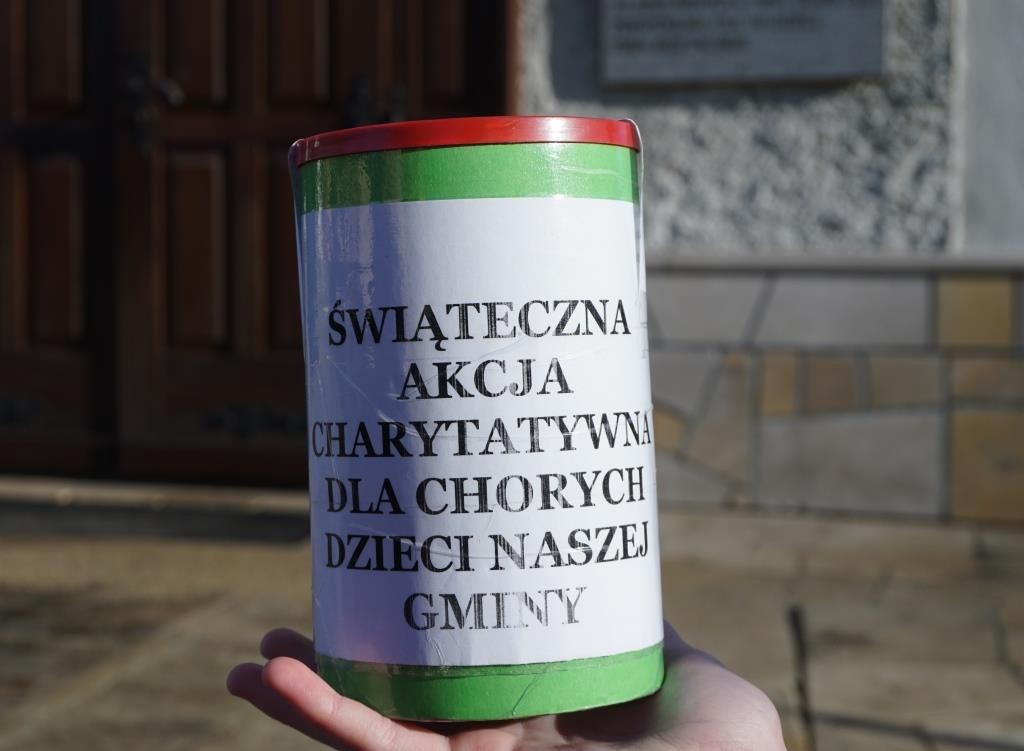 ŚWIĄTECZNA
AKCJA
CHARYTATYWNA
DLA CHORYCH
DZIECI NASZEJ
GMINY